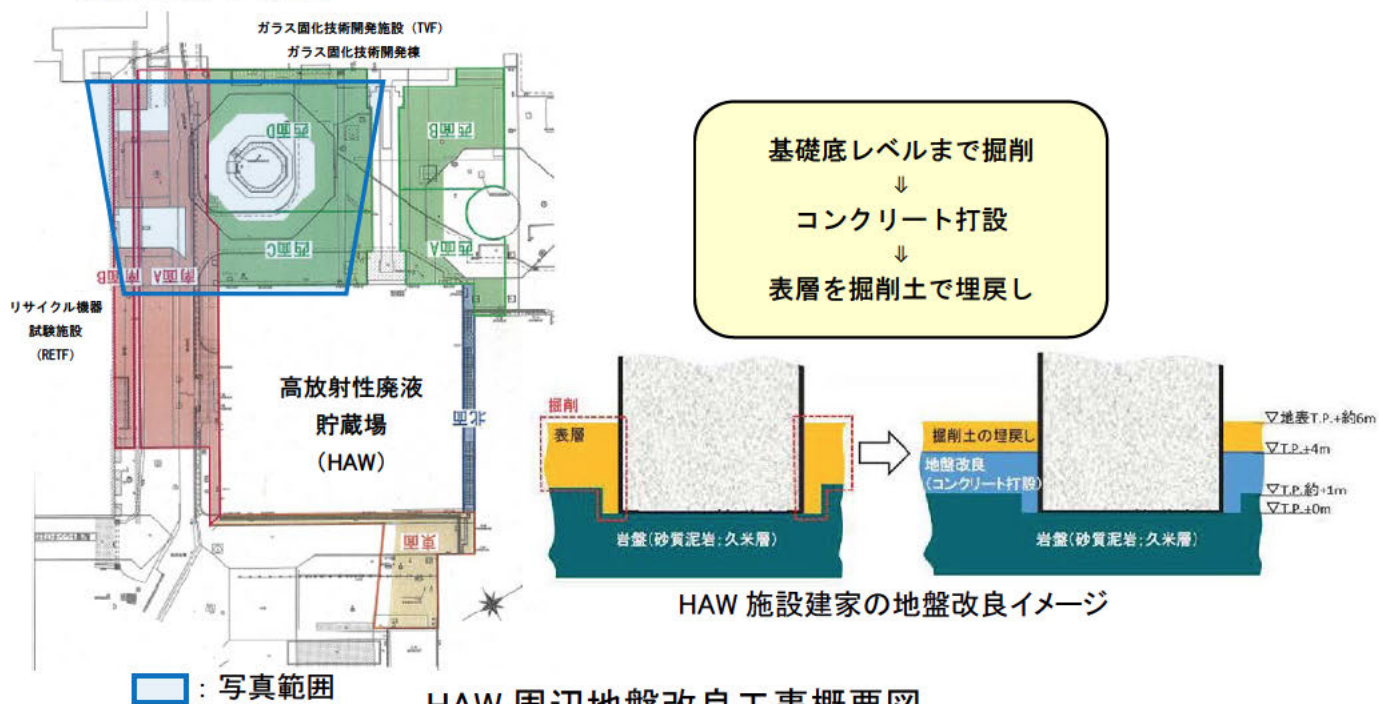 ガラス固化技術開発施設(TVF)
ガラス固化技術開発棟
西面D
西面B
西面C
西面A
南面B
南面A
リサイクル機器
試験施設
(RETF)
高放射性廃液
貯蔵場
(HAW)
北面
東面
基礎底レベルまで掘削
⇓
コンクリート打設
⇓
表層を掘削土で埋戻し
掘削
表層
岩盤(砂質泥岩:久米層)
掘削土の埋戻し
地盤改良
(コンクリート打設)
岩盤(砂質泥岩:久米層)
▽地表T.P.+約6m
▽T.P.+4m
▽T.P.約+1m
▽T.P.±0m
HAW 施設建家の地盤改良イメージ
:写真範囲
HAW 周辺地盤改良工事概要図